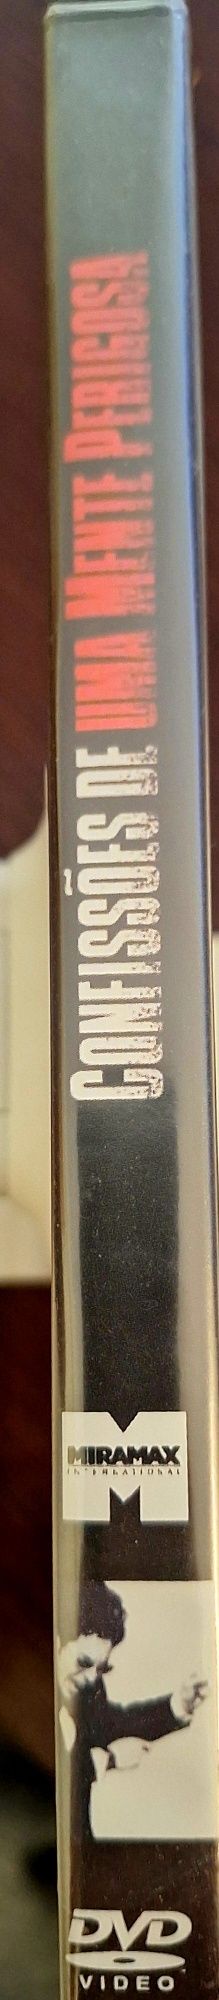 CONFISSÕES DE UMA MENTE PERIGOSA
MIRAMAX
INTERNATIONAL
DVD
VIDEO